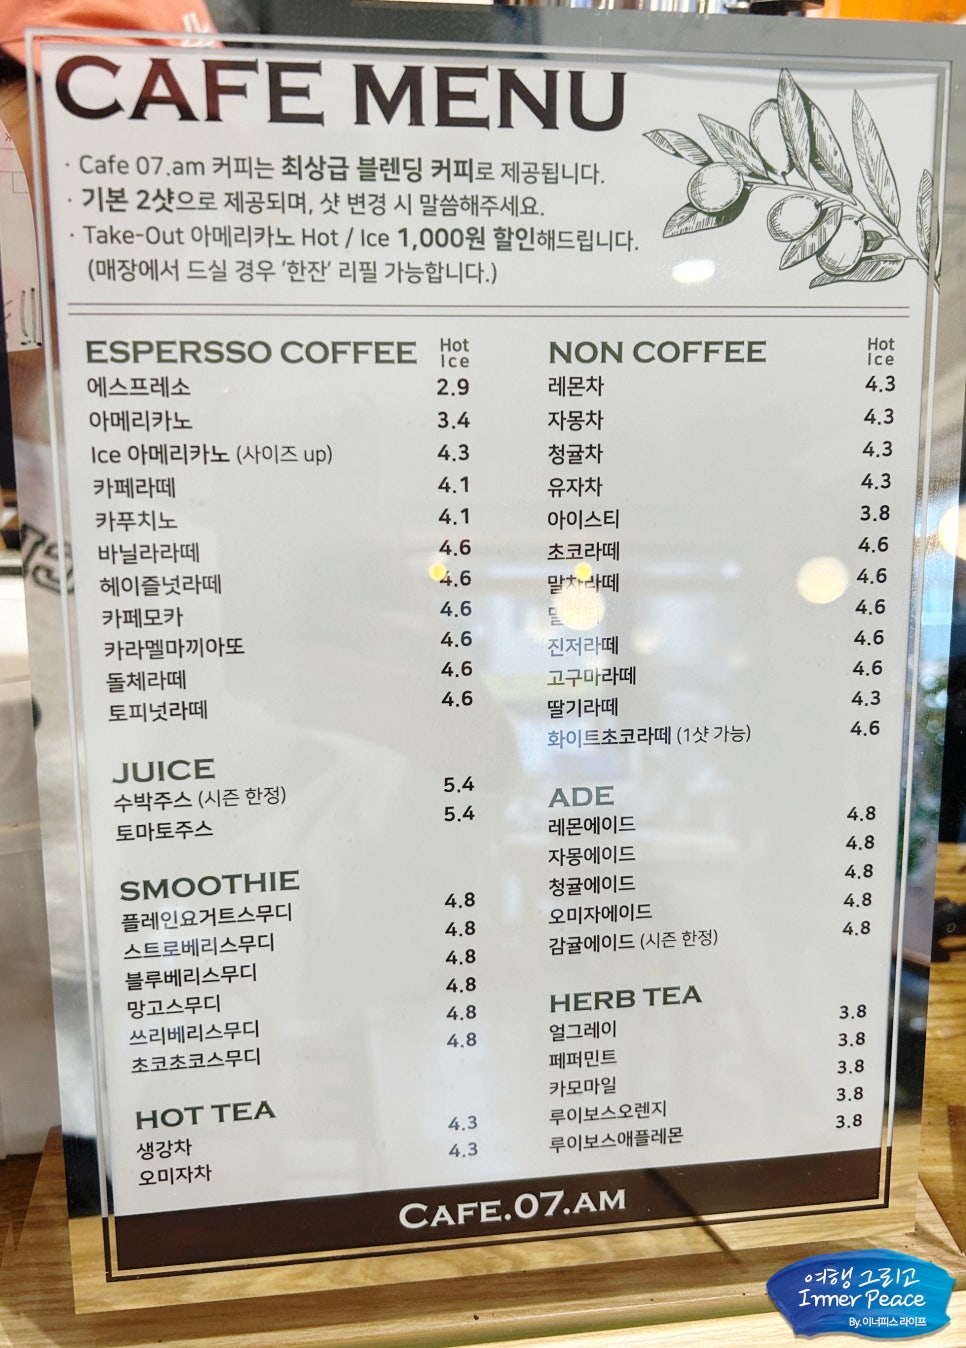 CAFE MENU
· Cafe 07.am 커피는 최상급 블렌딩 커피로 제공됩니다.
· 기본 2샷으로 제공되며, 샷 변경 시 말씀해주세요.
· Take-Out 아메리카노 Hot / Ice 1,000원 할인해드립니다.
(매장에서 드실 경우 '한잔' 리필 가능합니다.)
ESPERSSO COFFEE Hot Ice
에스프레소 2.9
아메리카노 3.4
Ice 아메리카노 (사이즈 up) 4.3
카페라떼 4.1
카푸치노 4.1
바닐라라떼 4.6
헤이즐넛라떼 4.6
카페모카 4.6
카라멜마끼아또 4.6
돌체라떼 4.6
토피넛라떼 4.6
JUICE
수박주스 (시즌 한정) 5.4
토마토주스 5.4
SMOOTHIE
플레인요거트스무디 4.8
스트로베리스무디 4.8
블루베리스무디 4.8
망고스무디 4.8
쓰리베리스무디 4.8
초코초코스무디 4.8
HOT TEA
생강차 4.3
오미자차 4.3
NON COFFEE Hot Ice
레몬차 4.3
자몽차 4.3
청귤차 4.3
유자차 4.3
아이스티 3.8
초코라떼 4.6
말차라떼 4.6
4.6
진저라떼 4.6
고구마라떼 4.6
딸기라떼 4.3
화이트초코라떼 (1샷 가능) 4.6
ADE
레몬에이드 4.8
자몽에이드 4.8
청귤에이드 4.8
오미자에이드 4.8
감귤에이드 (시즌 한정) 4.8
HERB TEA
얼그레이 3.8
페퍼민트 3.8
카모마일 3.8
루이보스오렌지 3.8
루이보스애플레몬 3.8
CAFE.07.AM
여행 그리고
Inner Peace
By. 이너피스 라이프